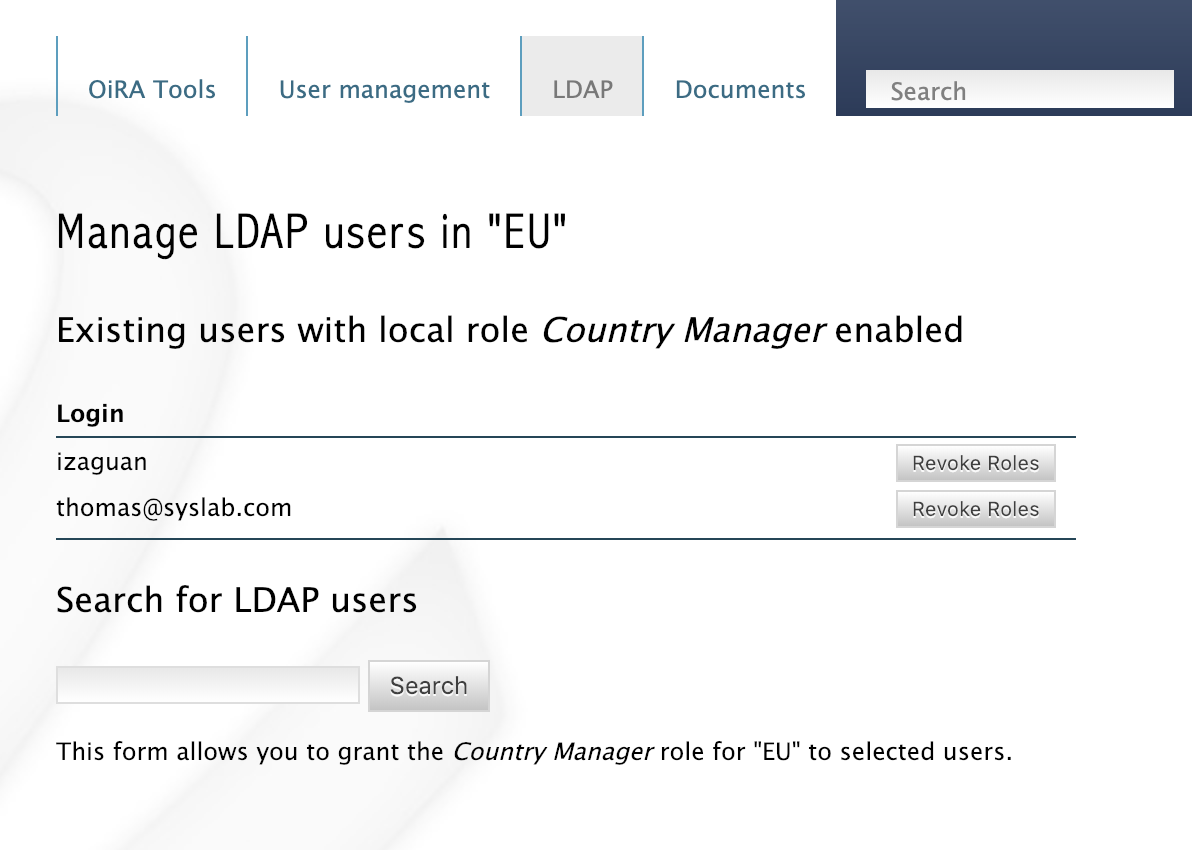 OiRA Tools
User management
LDAP
Documents
Search
Manage LDAP users in "EU"
Existing users with local role Country Manager enabled
Login
izaguan Revoke Roles
thomas@syslab.com Revoke Roles
Search for LDAP users
Search
This form allows you to grant the Country Manager role for "EU" to selected users.